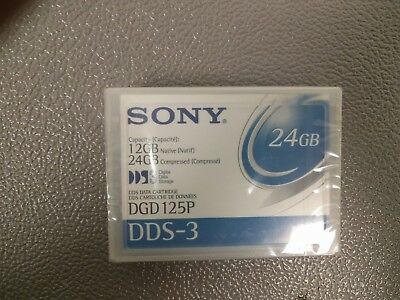 SONY
Capacity (Capacité):
12GB Native (Natif)
24GB Compressed (Compressé)
24GB
DDS
Digital
Data
Storage
DDS DATA CARTRIDGE
DDS CARTOUCHE DE DONNÉES
DGD125P
DDS-3